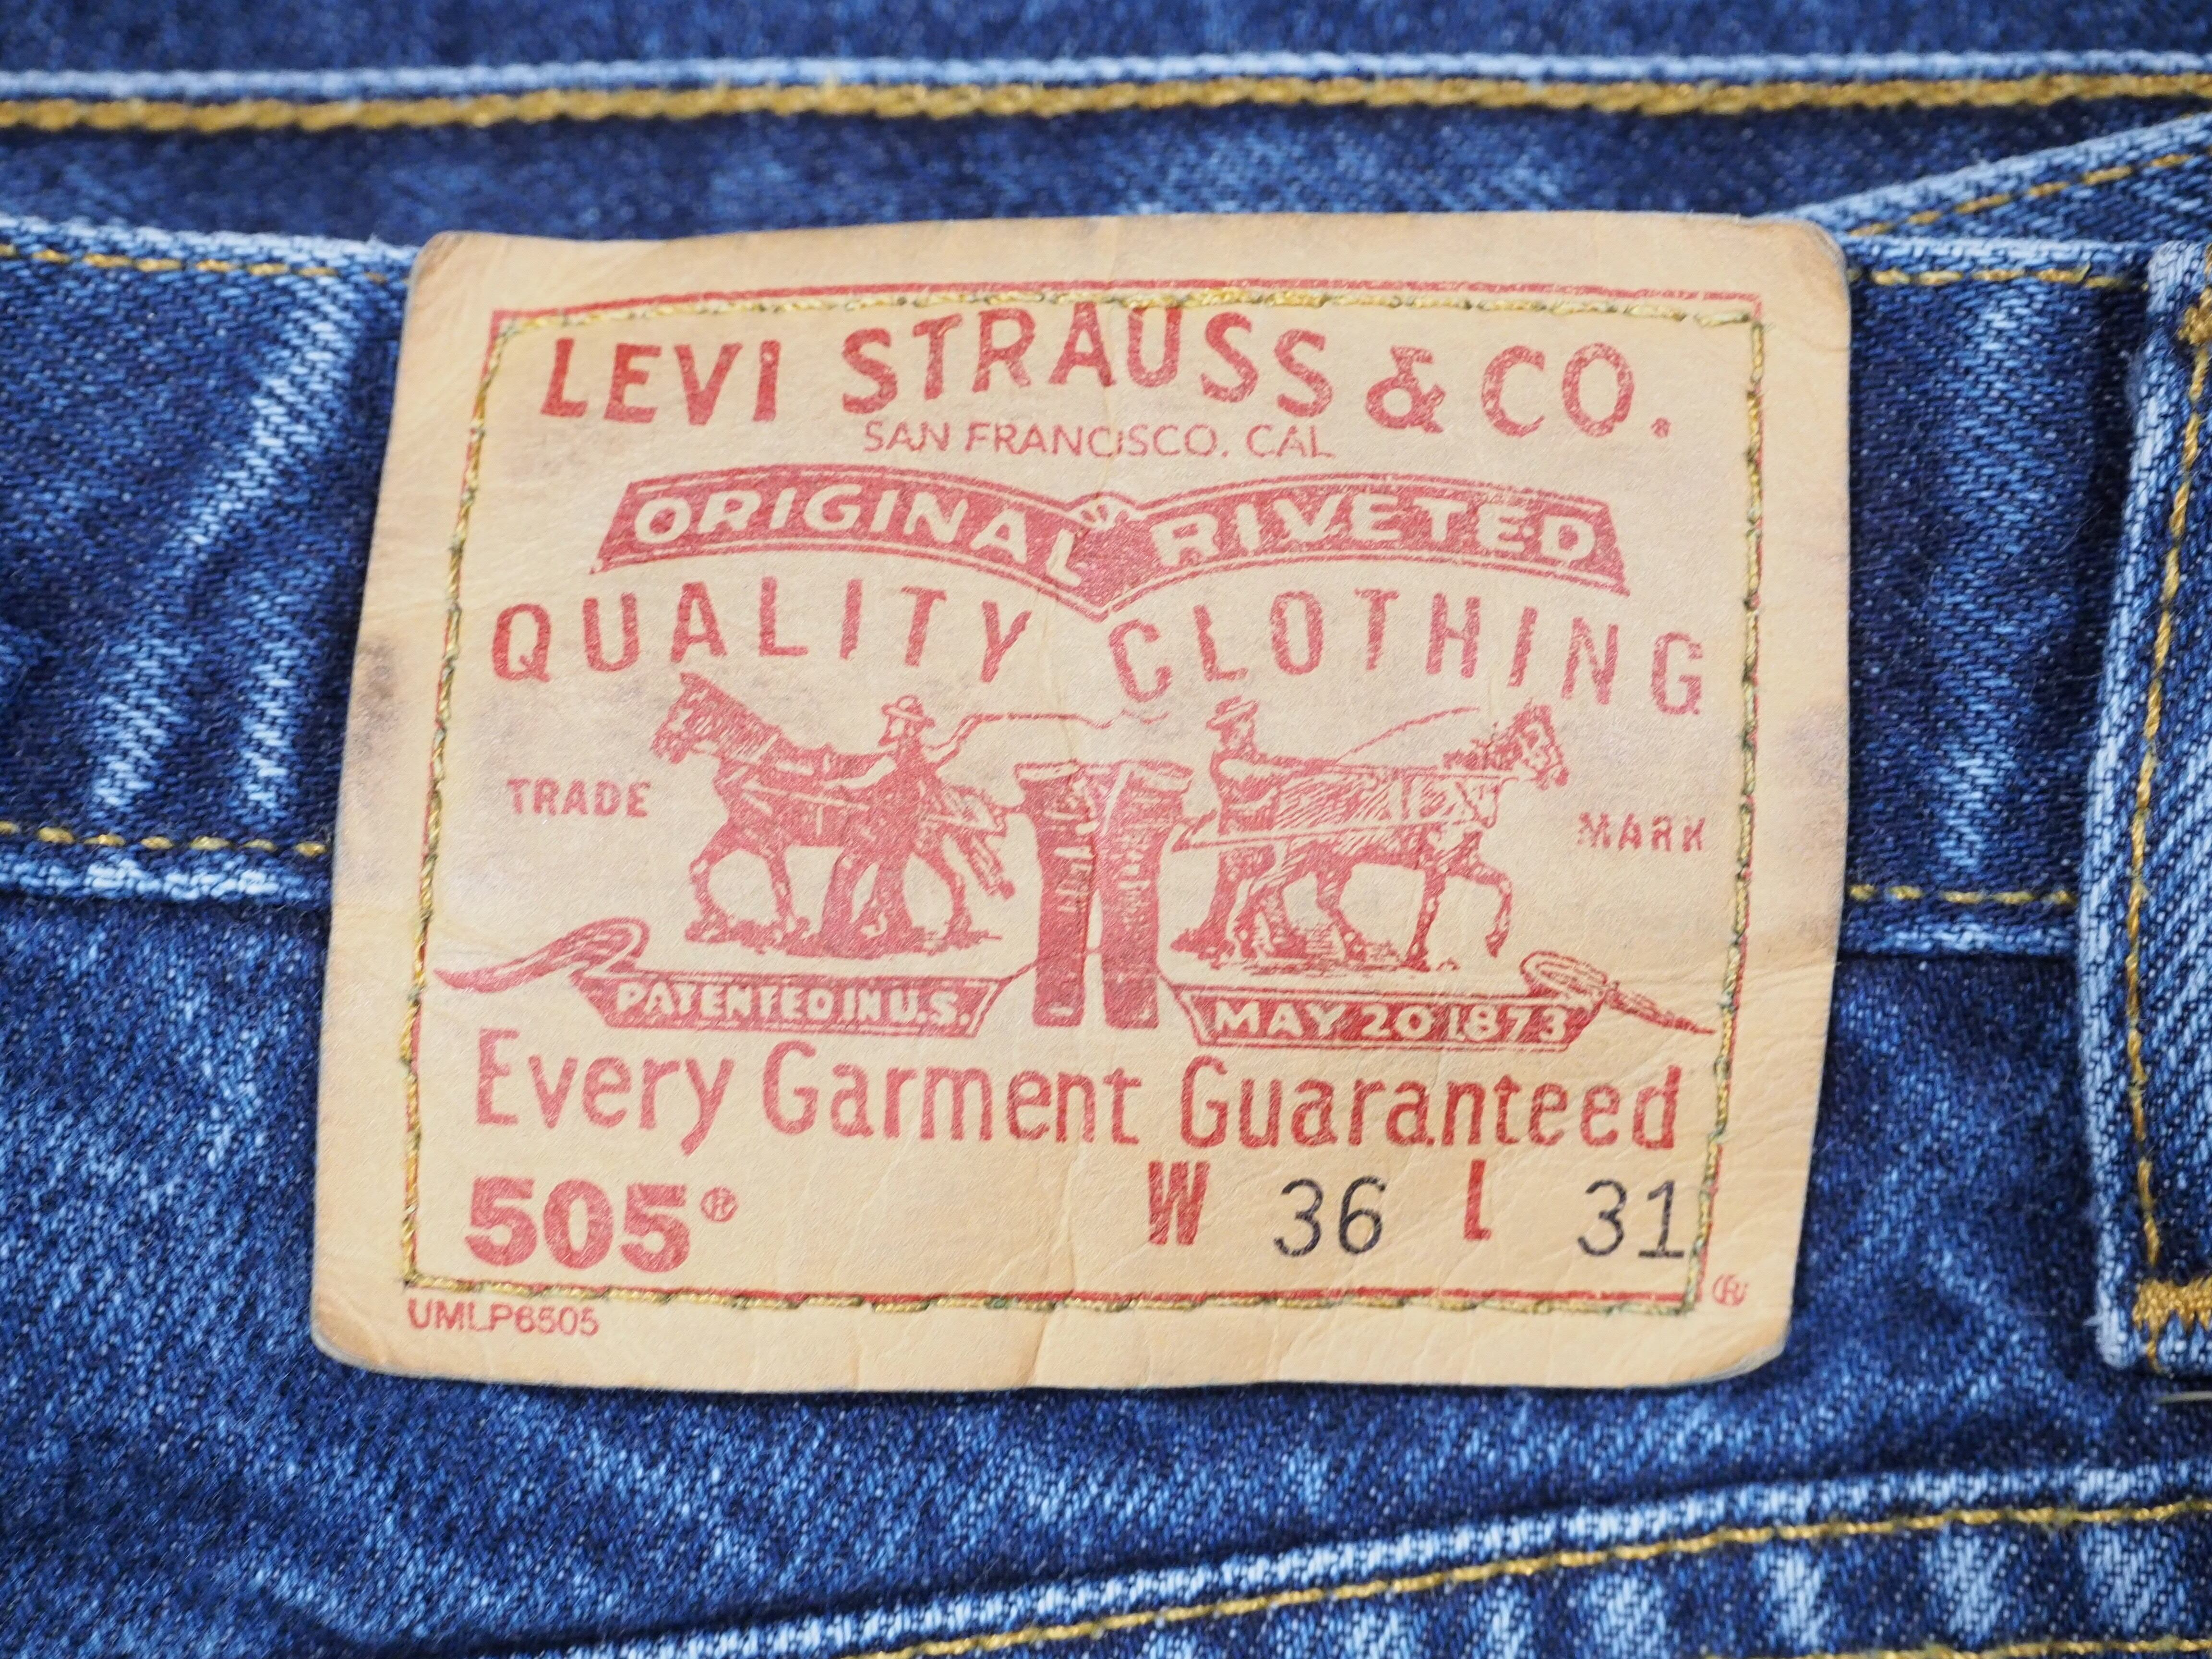 LEVI STRAUSS & CO.
SAN FRANCISCO, CAL
ORIGINAL RIVETED
QUALITY CLOTHING
TRADE MARK
PATENTED IN U.S. MAY 20 1873
Every Garment Guaranteed
505® W 36 L 31
UMLP6505 ®